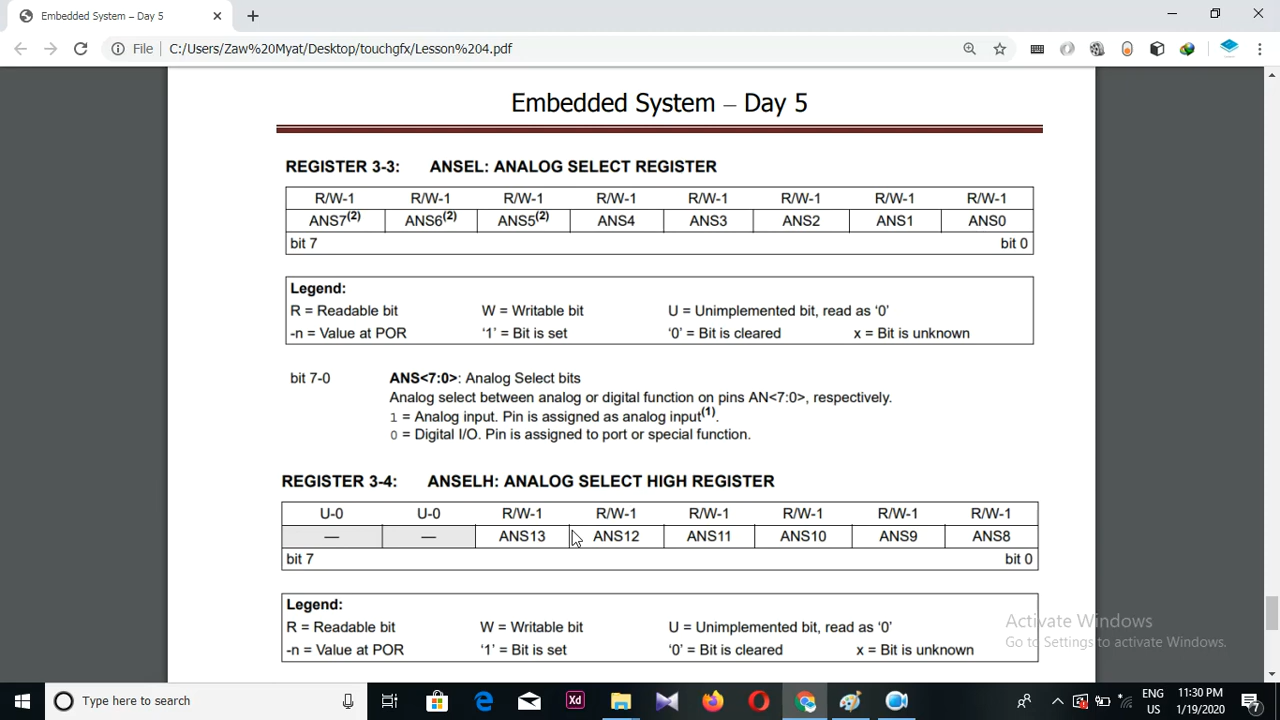 Embedded System – Day 5
File C:/Users/Zaw%20Myat/Desktop/touchgfx/Lesson%204.pdf
Embedded System – Day 5
REGISTER 3-3: ANSEL: ANALOG SELECT REGISTER
R/W-1 R/W-1 R/W-1 R/W-1 R/W-1 R/W-1 R/W-1 R/W-1
ANS7(2) ANS6(2) ANS5(2) ANS4 ANS3 ANS2 ANS1 ANS0
bit 7 bit 0
Legend:
R = Readable bit W = Writable bit U = Unimplemented bit, read as ‘0’
-n = Value at POR ‘1’ = Bit is set ‘0’ = Bit is cleared x = Bit is unknown
bit 7-0 ANS<7:0>: Analog Select bits
Analog select between analog or digital function on pins AN<7:0>, respectively.
1 = Analog input. Pin is assigned as analog input(1).
0 = Digital I/O. Pin is assigned to port or special function.
REGISTER 3-4: ANSELH: ANALOG SELECT HIGH REGISTER
U-0 U-0 R/W-1 R/W-1 R/W-1 R/W-1 R/W-1 R/W-1
— — ANS13 ANS12 ANS11 ANS10 ANS9 ANS8
bit 7 bit 0
Legend:
R = Readable bit W = Writable bit U = Unimplemented bit, read as ‘0’
-n = Value at POR ‘1’ = Bit is set ‘0’ = Bit is cleared x = Bit is unknown
Activate Windows
Go to Settings to activate Windows.
Type here to search
Xd
ENG
US
11:30 PM
1/19/2020
7